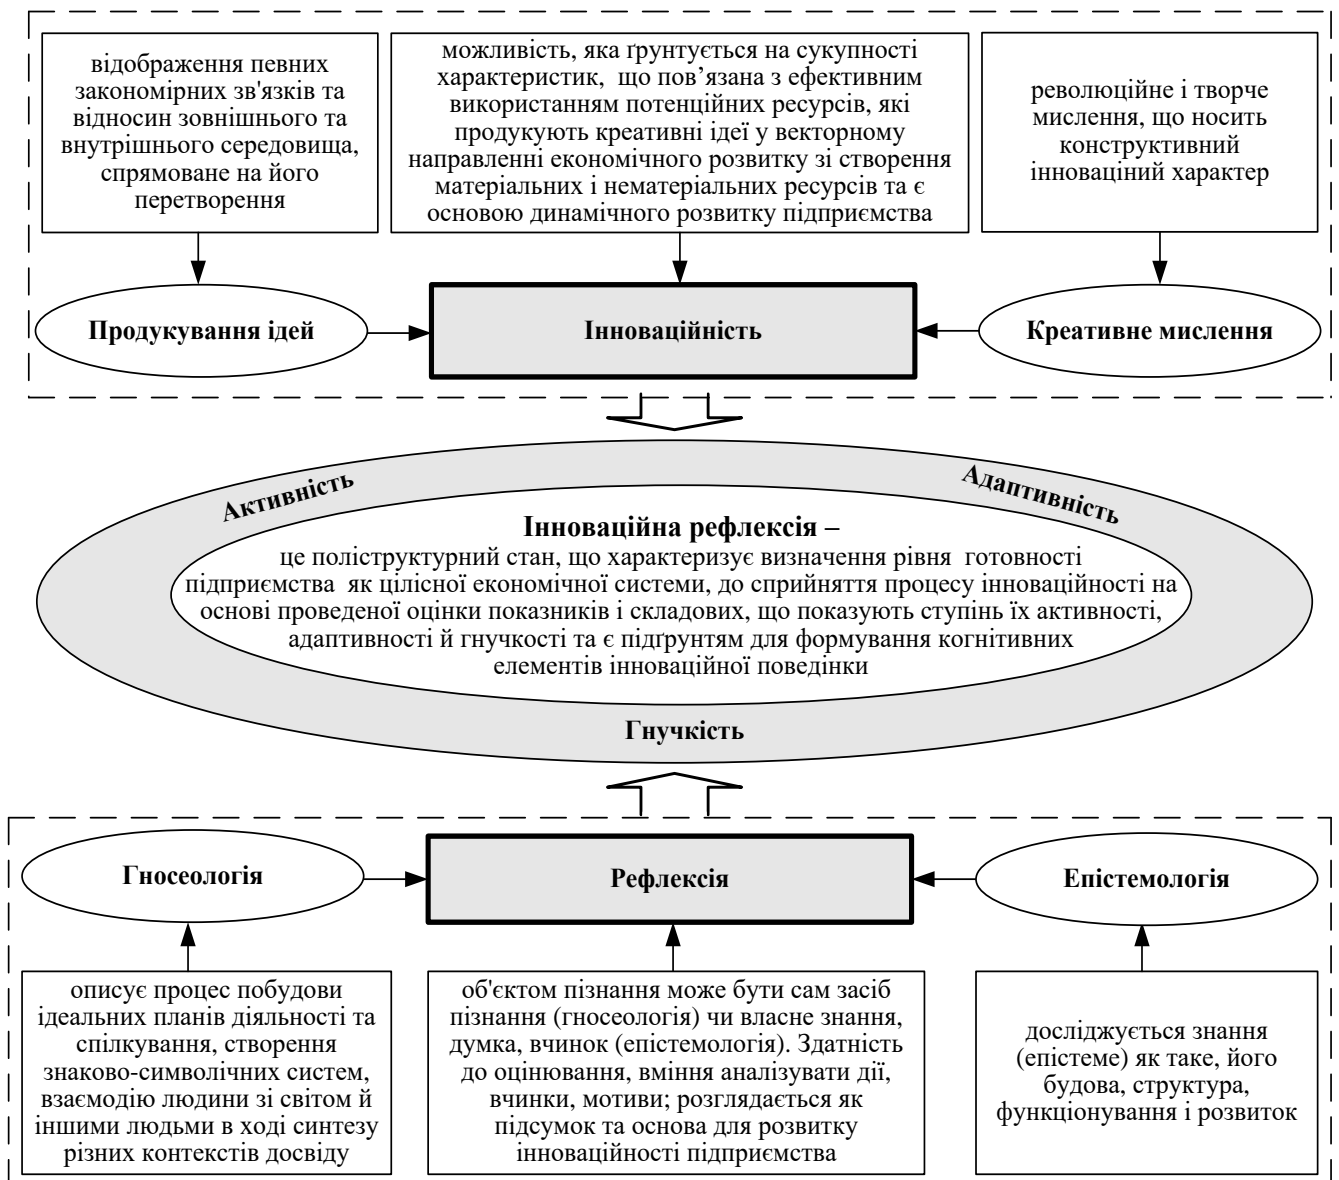 відображення певних
закономірних зв'язків та
відносин зовнішнього та
внутрішнього середовища,
спрямоване на його
перетворення
можливість, яка ґрунтується на сукупності
характеристик, що пов’язана з ефективним
використанням потенційних ресурсів, які
продукують креативні ідеї у векторному
направленні економічного розвитку зі створення
матеріальних і нематеріальних ресурсів та є
основою динамічного розвитку підприємства
революційне і творче
мислення, що носить
конструктивний
інноваціний характер
Продукування ідей
Інноваційність
Креативне мислення
Активність
Адаптивність
Інноваційна рефлексія –
це поліструктурний стан, що характеризує визначення рівня готовності
підприємства як цілісної економічної системи, до сприйняття процесу інноваційності на
основі проведеної оцінки показників і складових, що показують ступінь їх активності,
адаптивності й гнучкості та є підґрунтям для формування когнітивних
елементів інноваційної поведінки
Гнучкість
Гносеологія
Рефлексія
Епістемологія
описує процес побудови
ідеальних планів діяльності та
спілкування, створення
знаково-символічних систем,
взаємодію людини зі світом й
іншими людьми в ході синтезу
різних контекстів досвіду
об'єктом пізнання може бути сам засіб
пізнання (гносеологія) чи власне знання,
думка, вчинок (епістемологія). Здатність
до оцінювання, вміння аналізувати дії,
вчинки, мотиви; розглядається як
підсумок та основа для розвитку
інноваційності підприємства
досліджується знання
(епістеме) як таке, його
будова, структура,
функціонування і розвиток